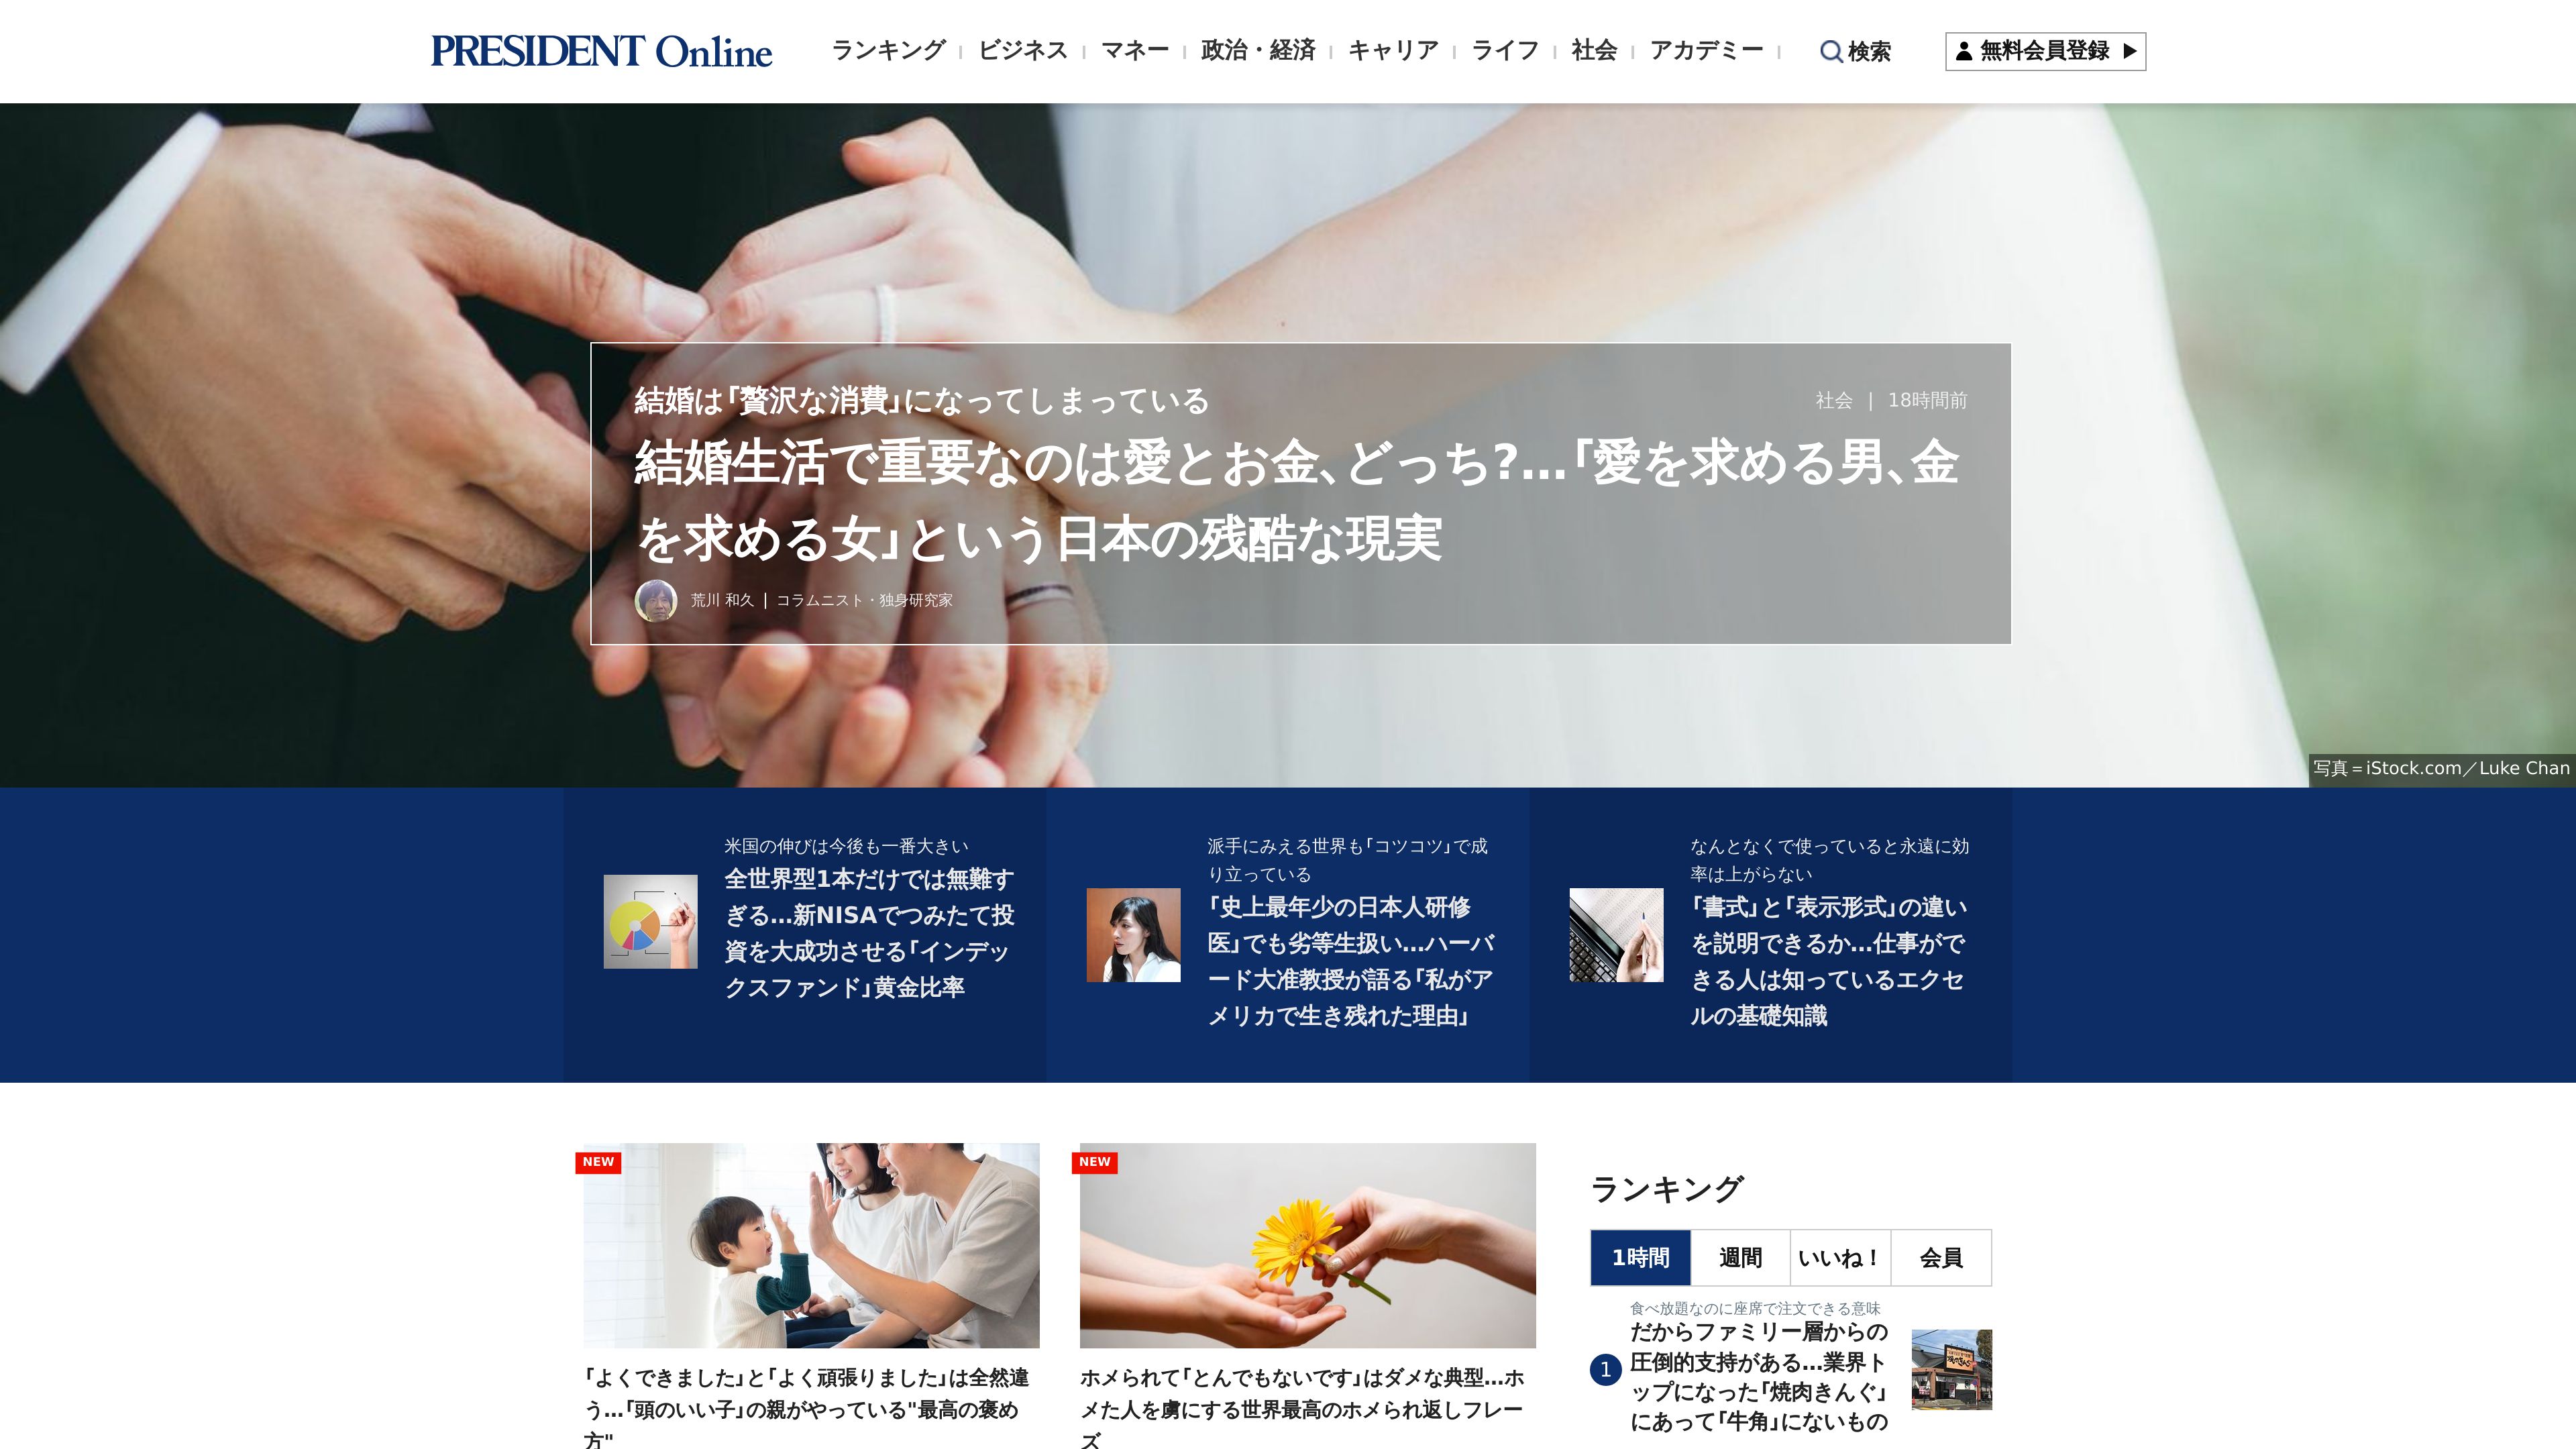 PRESIDENT Online
ランキング
ビジネス
マネー
政治・経済
キャリア
ライフ
社会
アカデミー
検索
無料会員登録
結婚は「贅沢な消費」になってしまっている
社会 | 18時間前
結婚生活で重要なのは愛とお金、どっち?…「愛を求める男、金
を求める女」という日本の残酷な現実
荒川 和久 | コラムニスト・独身研究家
写真＝iStock.com／Luke Chan
米国の伸びは今後も一番大きい
全世界型1本だけでは無難す
ぎる…新NISAでつみたて投
資を大成功させる「インデッ
クスファンド」黄金比率
派手にみえる世界も「コツコツ」で成
り立っている
「史上最年少の日本人研修
医」でも劣等生扱い…ハーバ
ード大准教授が語る「私がア
メリカで生き残れた理由」
なんとなくで使っていると永遠に効
率は上がらない
「書式」と「表示形式」の違い
を説明できるか…仕事がで
きる人は知っているエクセ
ルの基礎知識
NEW
「よくできました」と「よく頑張りました」は全然違
う…「頭のいい子」の親がやっている"最高の褒め
方"
NEW
ホメられて「とんでもないです」はダメな典型…ホ
メた人を虜にする世界最高のホメられ返しフレー
ズ
ランキング
1時間
週間
いいね！
会員
1
食べ放題なのに座席で注文できる意味
だからファミリー層からの
圧倒的支持がある…業界ト
ップになった「焼肉きんぐ」
にあって「牛角」にないもの